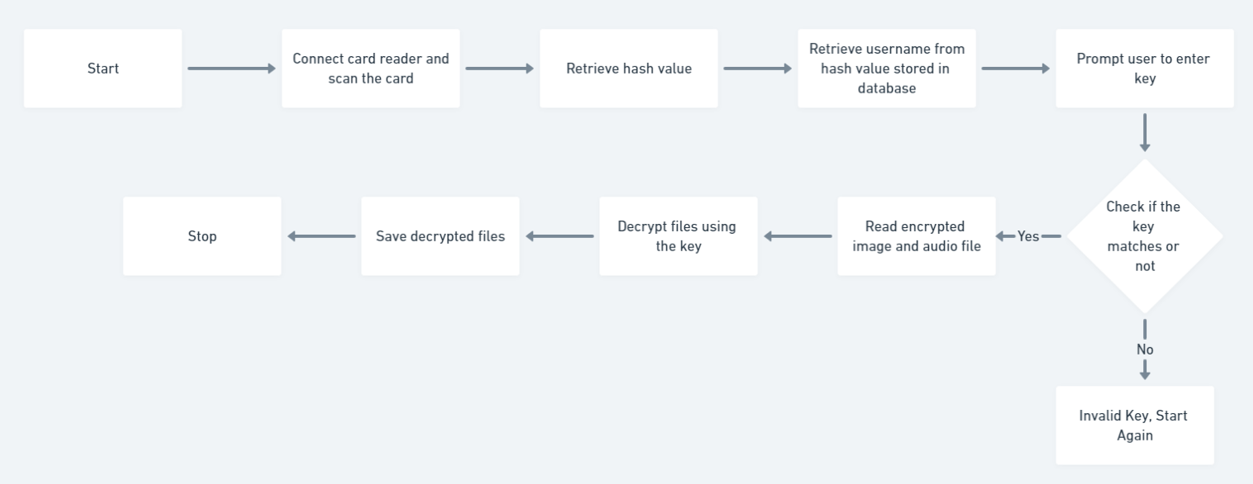 Start
Connect card reader and
scan the card
Retrieve hash value
Retrieve username from
hash value stored in
database
Prompt user to enter
key
Check if the
key
matches or
not
Yes
Read encrypted
image and audio file
Decrypt files using
the key
Save decrypted files
Stop
No
Invalid Key, Start
Again